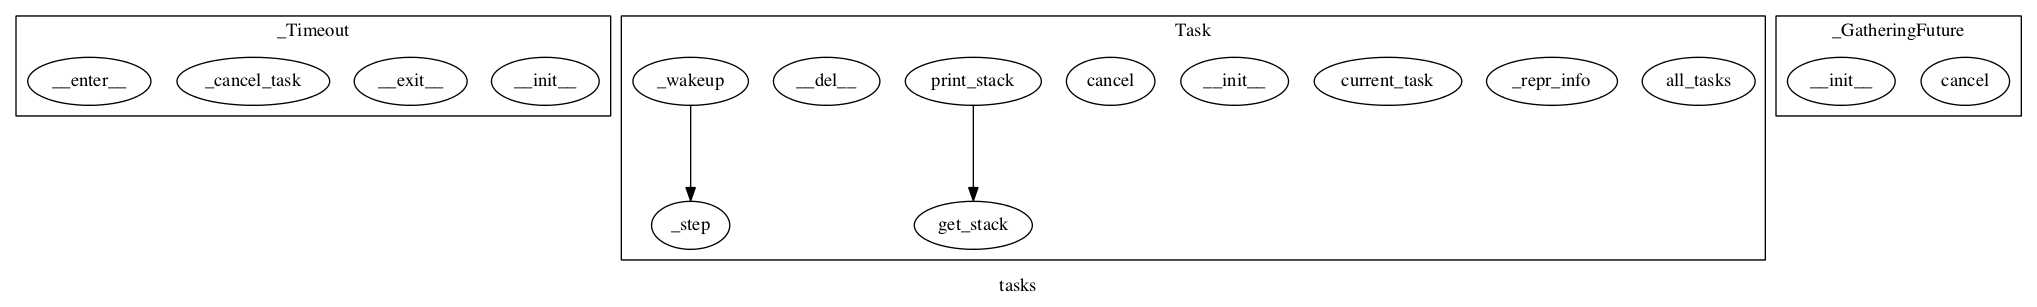 _Timeout
__enter__ _cancel_task __exit__ __init__
Task
_wakeup __del__ print_stack cancel __init__ current_task _repr_info all_tasks
_step get_stack
_GatheringFuture
__init__ cancel
tasks